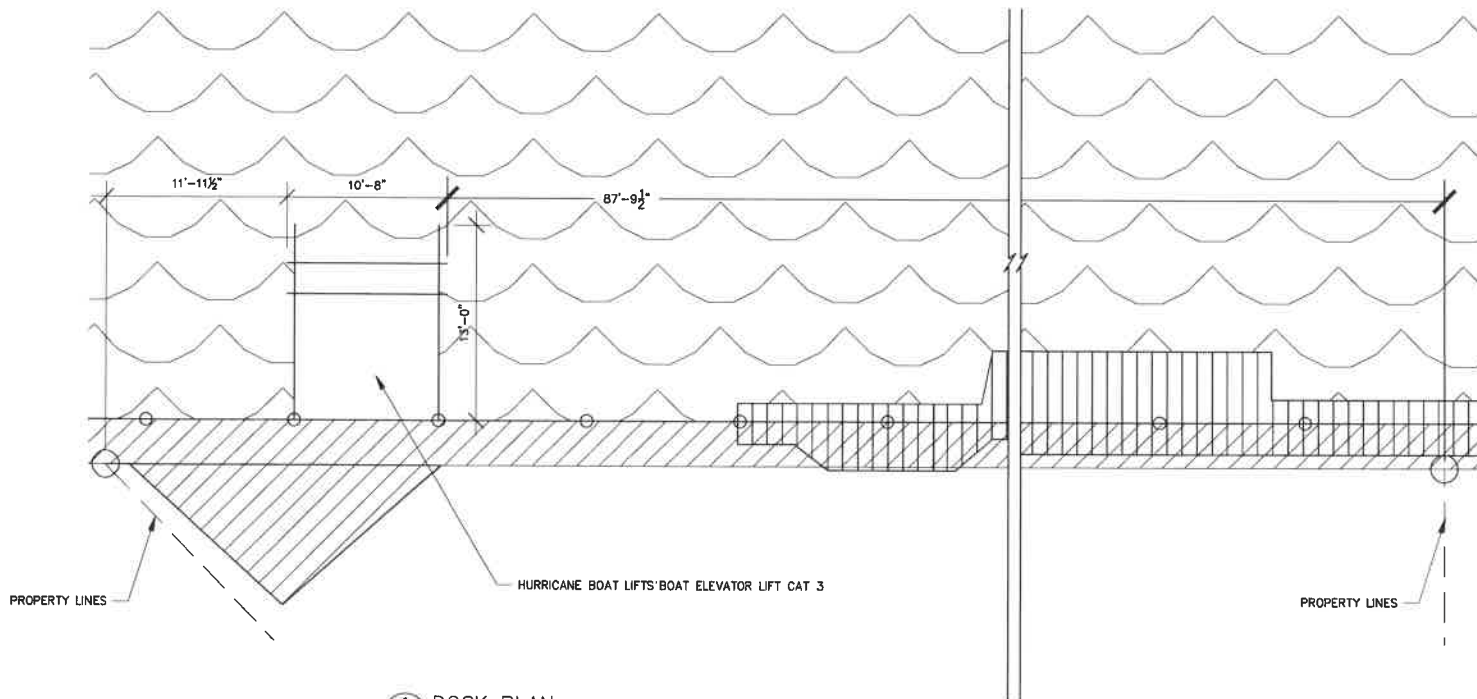 11'-11½" 10'-8" 87'-9½"
13'-0"
HURRICANE BOAT LIFTS'BOAT ELEVATOR LIFT CAT 3
PROPERTY LINES PROPERTY LINES
DOCK PLAN